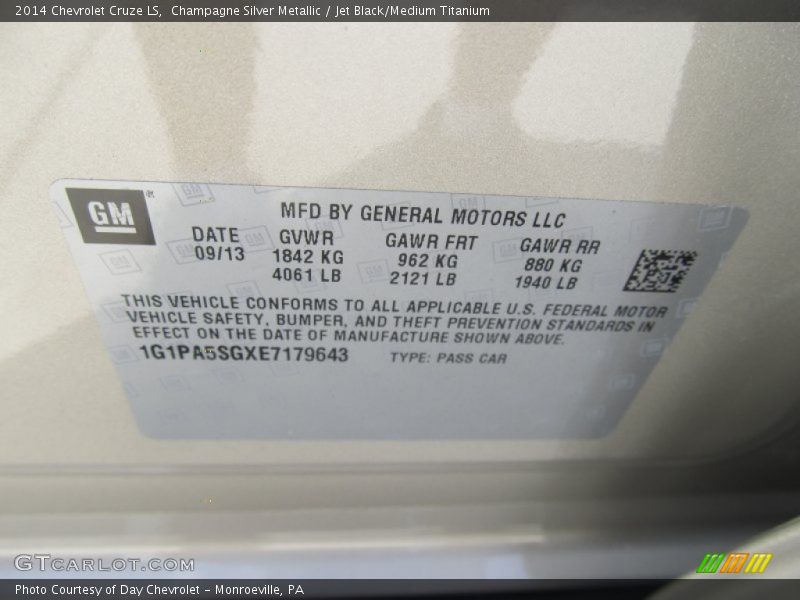 2014 Chevrolet Cruze LS, Champagne Silver Metallic / Jet Black/Medium Titanium
GM
MFD BY GENERAL MOTORS LLC
DATE GVWR GAWR FRT GAWR RR
09/13 1842 KG 962 KG 880 KG
4061 LB 2121 LB 1940 LB
THIS VEHICLE CONFORMS TO ALL APPLICABLE U.S. FEDERAL MOTOR
VEHICLE SAFETY, BUMPER, AND THEFT PREVENTION STANDARDS IN
EFFECT ON THE DATE OF MANUFACTURE SHOWN ABOVE.
1G1PA5SGXE7179643 TYPE: PASS CAR
GTCARLOT.COM
Photo Courtesy of Day Chevrolet – Monroeville, PA